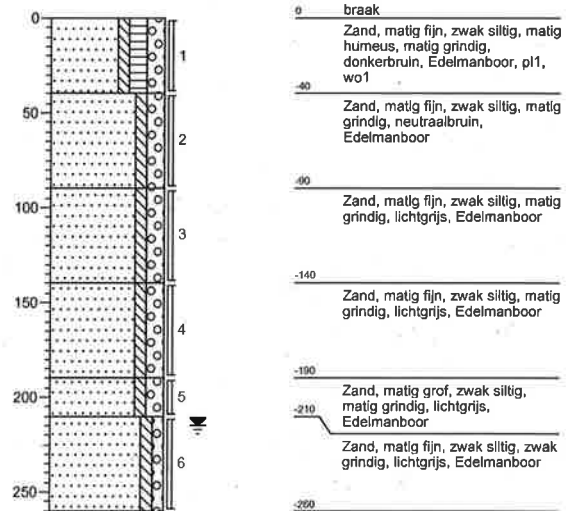 0
50
100
150
200
250
1
2
3
4
5
6
0 braak
Zand, matig fijn, zwak siltig, matig
humeus, matig grindig,
donkerbruin, Edelmanboor, pl1,
wo1
-40
Zand, matig fijn, zwak siltig, matig
grindig, neutraalbruin,
Edelmanboor
-90
Zand, matig fijn, zwak siltig, matig
grindig, lichtgrijs, Edelmanboor
-140
Zand, matig fijn, zwak siltig, matig
grindig, lichtgrijs, Edelmanboor
-190
Zand, matig grof, zwak siltig,
matig grindig, lichtgrijs,
Edelmanboor
-210
Zand, matig fijn, zwak siltig, zwak
grindig, lichtgrijs, Edelmanboor
-260